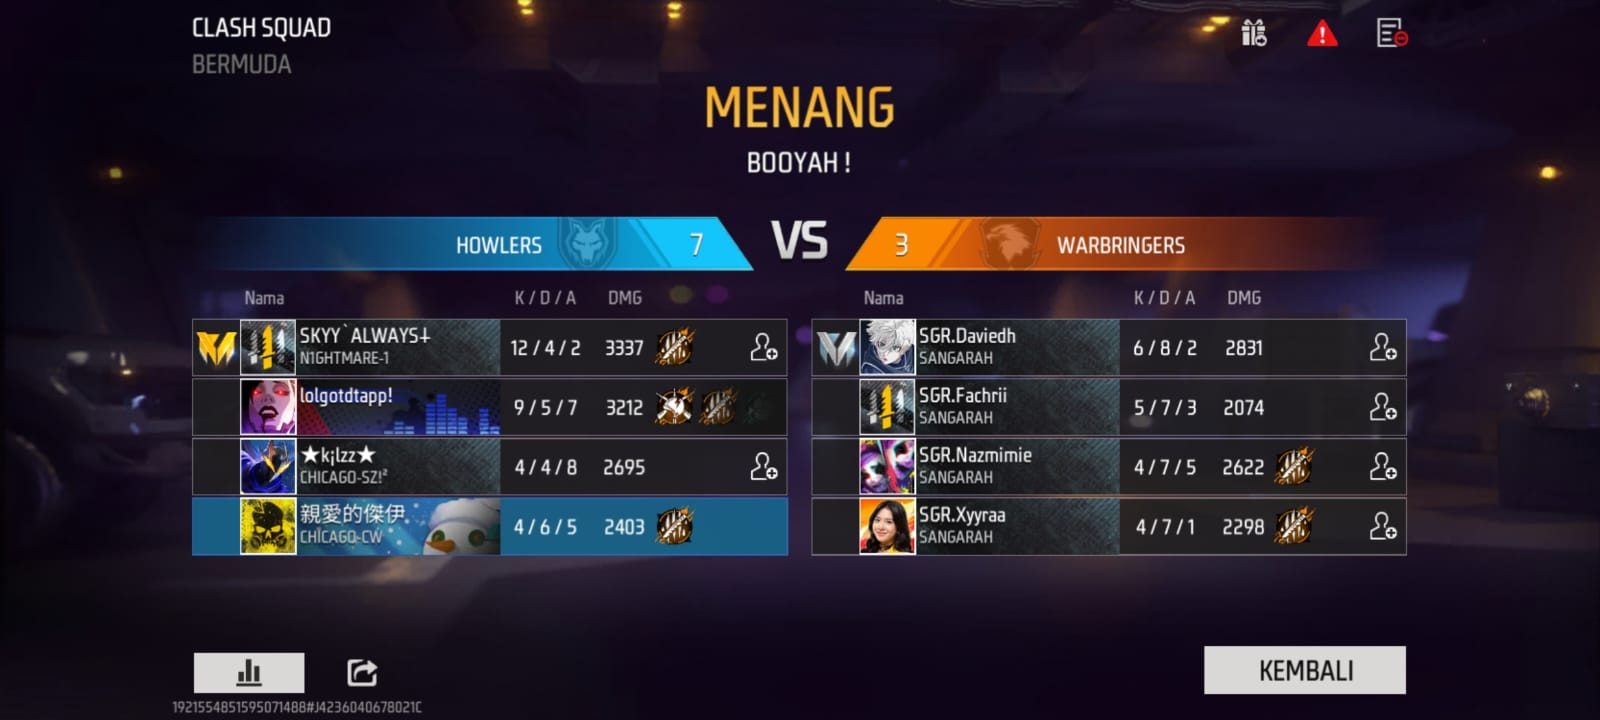 CLASH SQUAD
BERMUDA
MENANG
BOOYAH !
HOWLERS 7 VS 3 WARBRINGERS
Nama K / D / A DMG Nama K / D / A DMG
SKYY`ALWAYS⸸ 12 / 4 / 2 3337
N1GHTMARE-1
SGR.Daviedh 6 / 8 / 2 2831
SANGARAH
lolgotdtapp! 9 / 5 / 7 3212
SGR.Fachrii 5 / 7 / 3 2074
SANGARAH
★k¡lzz★ 4 / 4 / 8 2695
CHICAGO-SZ!²
SGR.Nazmimie 4 / 7 / 5 2622
SANGARAH
親愛的傑伊 4 / 6 / 5 2403
CHICAGO-CW
SGR.Xyyraa 4 / 7 / 1 2298
SANGARAH
KEMBALI
1921554851595071488#J4236040678021C